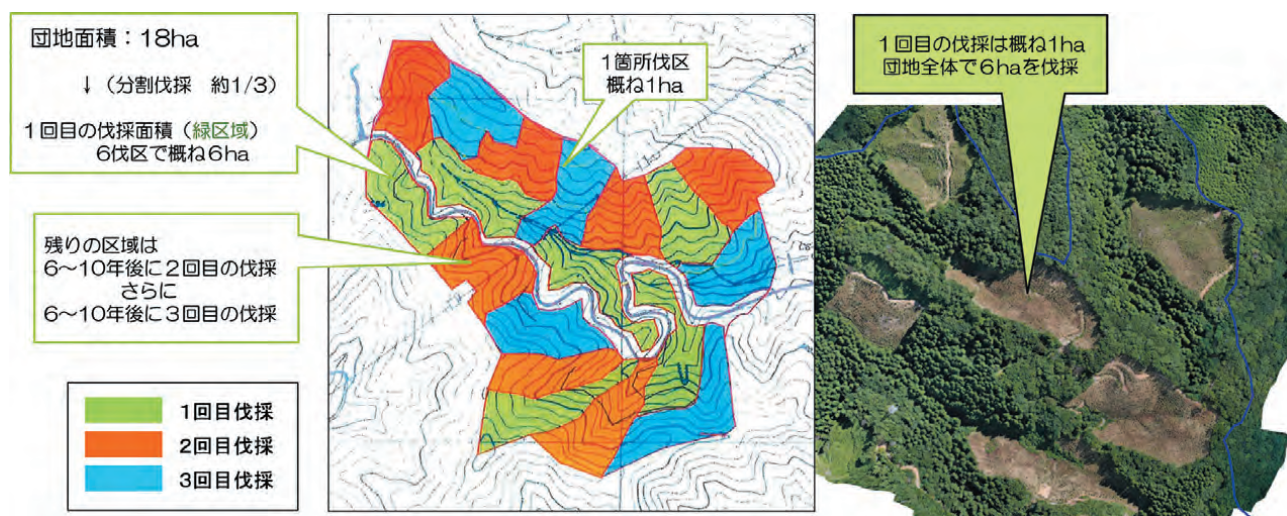 団地面積：18ha
↓（分割伐採　約1/3）
1回目の伐採面積（緑区域）
6伐区で概ね6ha
残りの区域は
6～10年後に2回目の伐採
さらに
6～10年後に3回目の伐採
1回目伐採
2回目伐採
3回目伐採
1箇所伐区
概ね1ha
1回目の伐採は概ね1ha
団地全体で6haを伐採